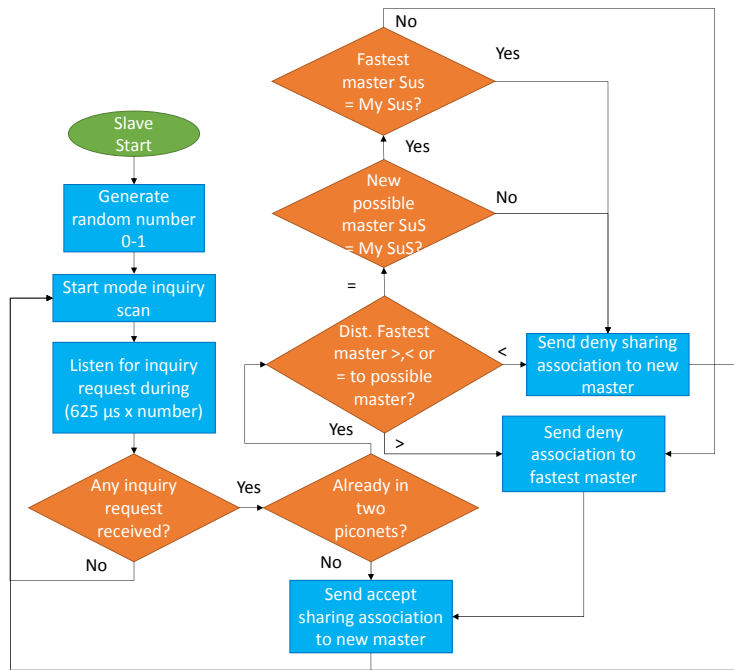 Slave
Start
Generate
random number
0-1
Start mode inquiry
scan
Listen for inquiry
request during
(625 µs x number)
Any inquiry
request
received?
Yes
No
Already in
two
piconets?
Yes
No
Send accept
sharing association
to new master
Dist. Fastest
master >,< or
= to possible
master?
=
<
>
New
possible
master SuS
= My SuS?
Yes
No
Fastest
master Sus
= My Sus?
No
Yes
Send deny sharing
association to new
master
Send deny
association to
fastest master